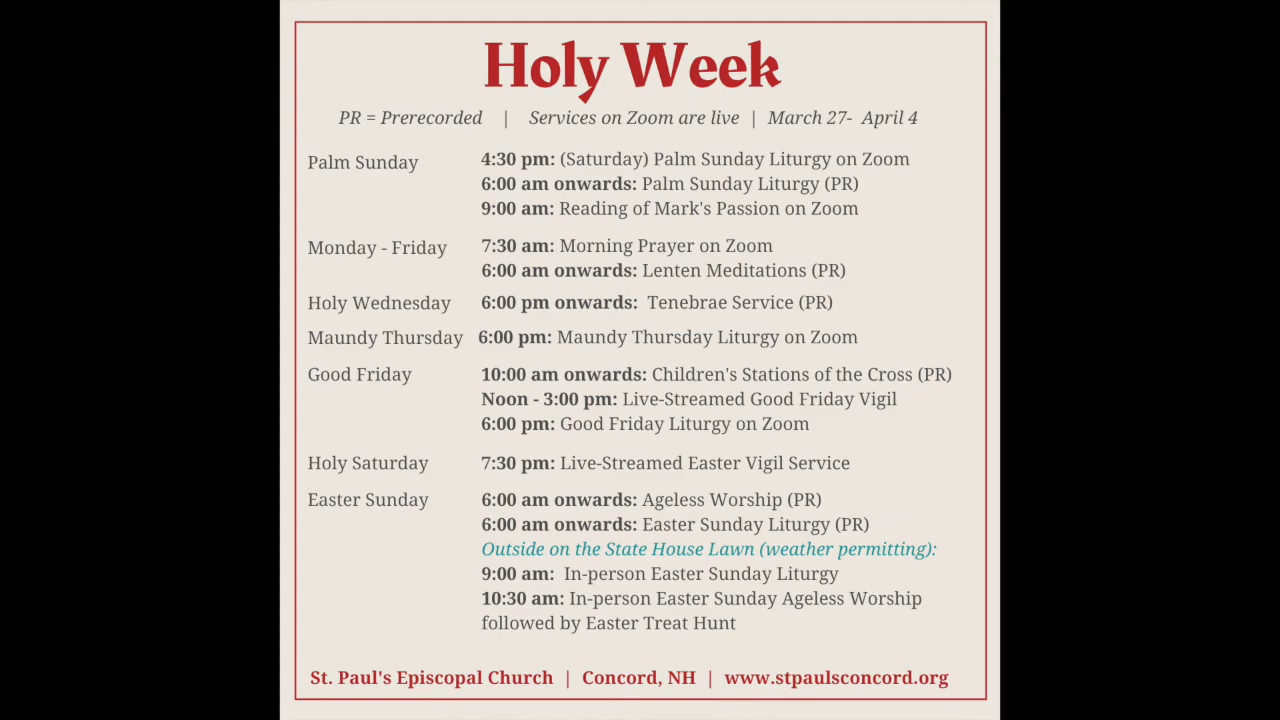 Holy Week
PR = Prerecorded | Services on Zoom are live | March 27- April 4
Palm Sunday 4:30 pm: (Saturday) Palm Sunday Liturgy on Zoom
6:00 am onwards: Palm Sunday Liturgy (PR)
9:00 am: Reading of Mark's Passion on Zoom
Monday - Friday 7:30 am: Morning Prayer on Zoom
6:00 am onwards: Lenten Meditations (PR)
Holy Wednesday 6:00 pm onwards: Tenebrae Service (PR)
Maundy Thursday 6:00 pm: Maundy Thursday Liturgy on Zoom
Good Friday 10:00 am onwards: Children's Stations of the Cross (PR)
Noon - 3:00 pm: Live-Streamed Good Friday Vigil
6:00 pm: Good Friday Liturgy on Zoom
Holy Saturday 7:30 pm: Live-Streamed Easter Vigil Service
Easter Sunday 6:00 am onwards: Ageless Worship (PR)
6:00 am onwards: Easter Sunday Liturgy (PR)
Outside on the State House Lawn (weather permitting):
9:00 am: In-person Easter Sunday Liturgy
10:30 am: In-person Easter Sunday Ageless Worship
followed by Easter Treat Hunt
St. Paul's Episcopal Church | Concord, NH | www.stpaulsconcord.org